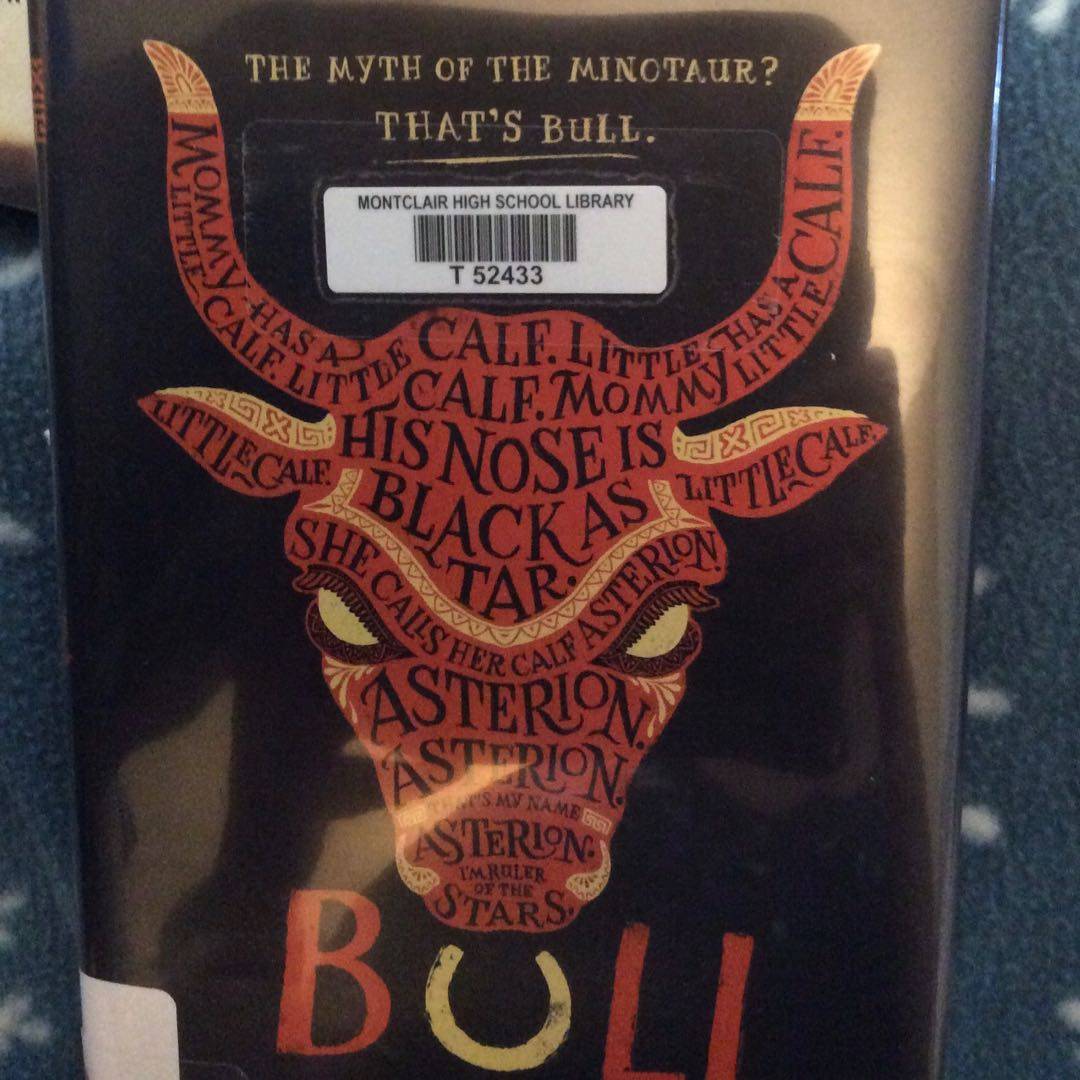 THE MYTH OF THE MINOTAUR?
THAT'S BULL.
MONTCLAIR HIGH SCHOOL LIBRARY
T 52433
MOMMY HAS A LITTLE CALF. LITTLE CALF. LITTLE CALF.
LITTLE CALF. MOMMY HAS A LITTLE CALF.
LITTLE CALF.
HIS NOSE IS
LITTLE CALF.
BLACK AS
TAR.
SHE CALLS HER CALF ASTERION.
ASTERION.
ASTERION.
THAT'S MY NAME
ASTERION.
I'M RULER
OF THE
STARS.
BULL